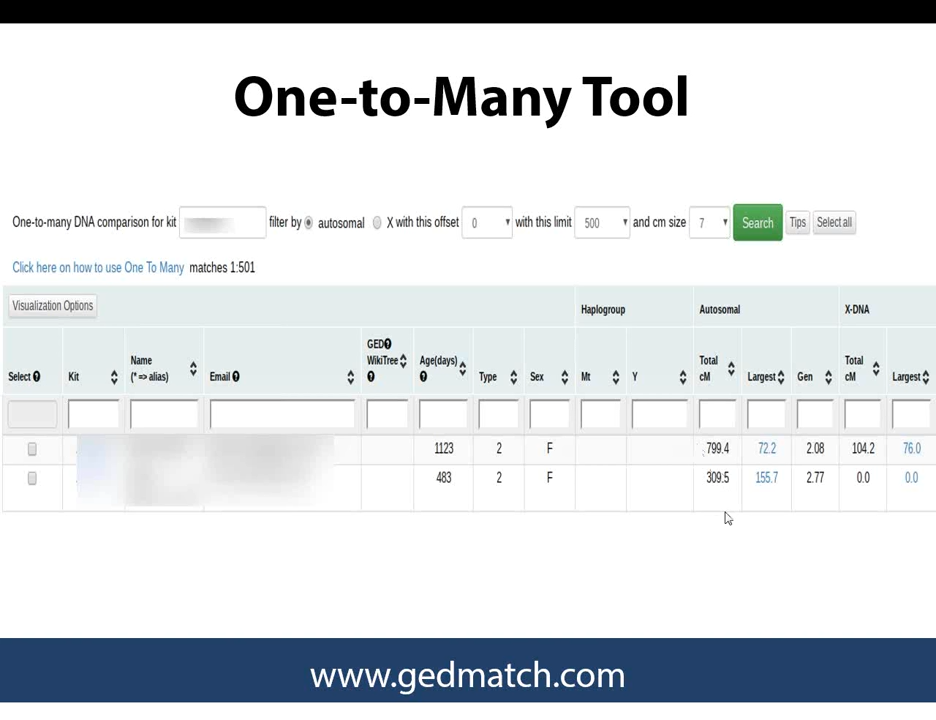 One-to-Many Tool
One-to-many DNA comparison for kit filter by autosomal X with this offset 0 with this limit 500 and cm size 7 Search Tips Select all
Click here on how to use One To Many matches 1:501
Visualization Options Haplogroup Autosomal X-DNA
Select Kit Name (* => alias) Email GED WikiTree Age(days) Type Sex Mt Y Total cM Largest Gen Total cM Largest
1123 2 F 799.4 72.2 2.08 104.2 76.0
483 2 F 309.5 155.7 2.77 0.0 0.0
www.gedmatch.com